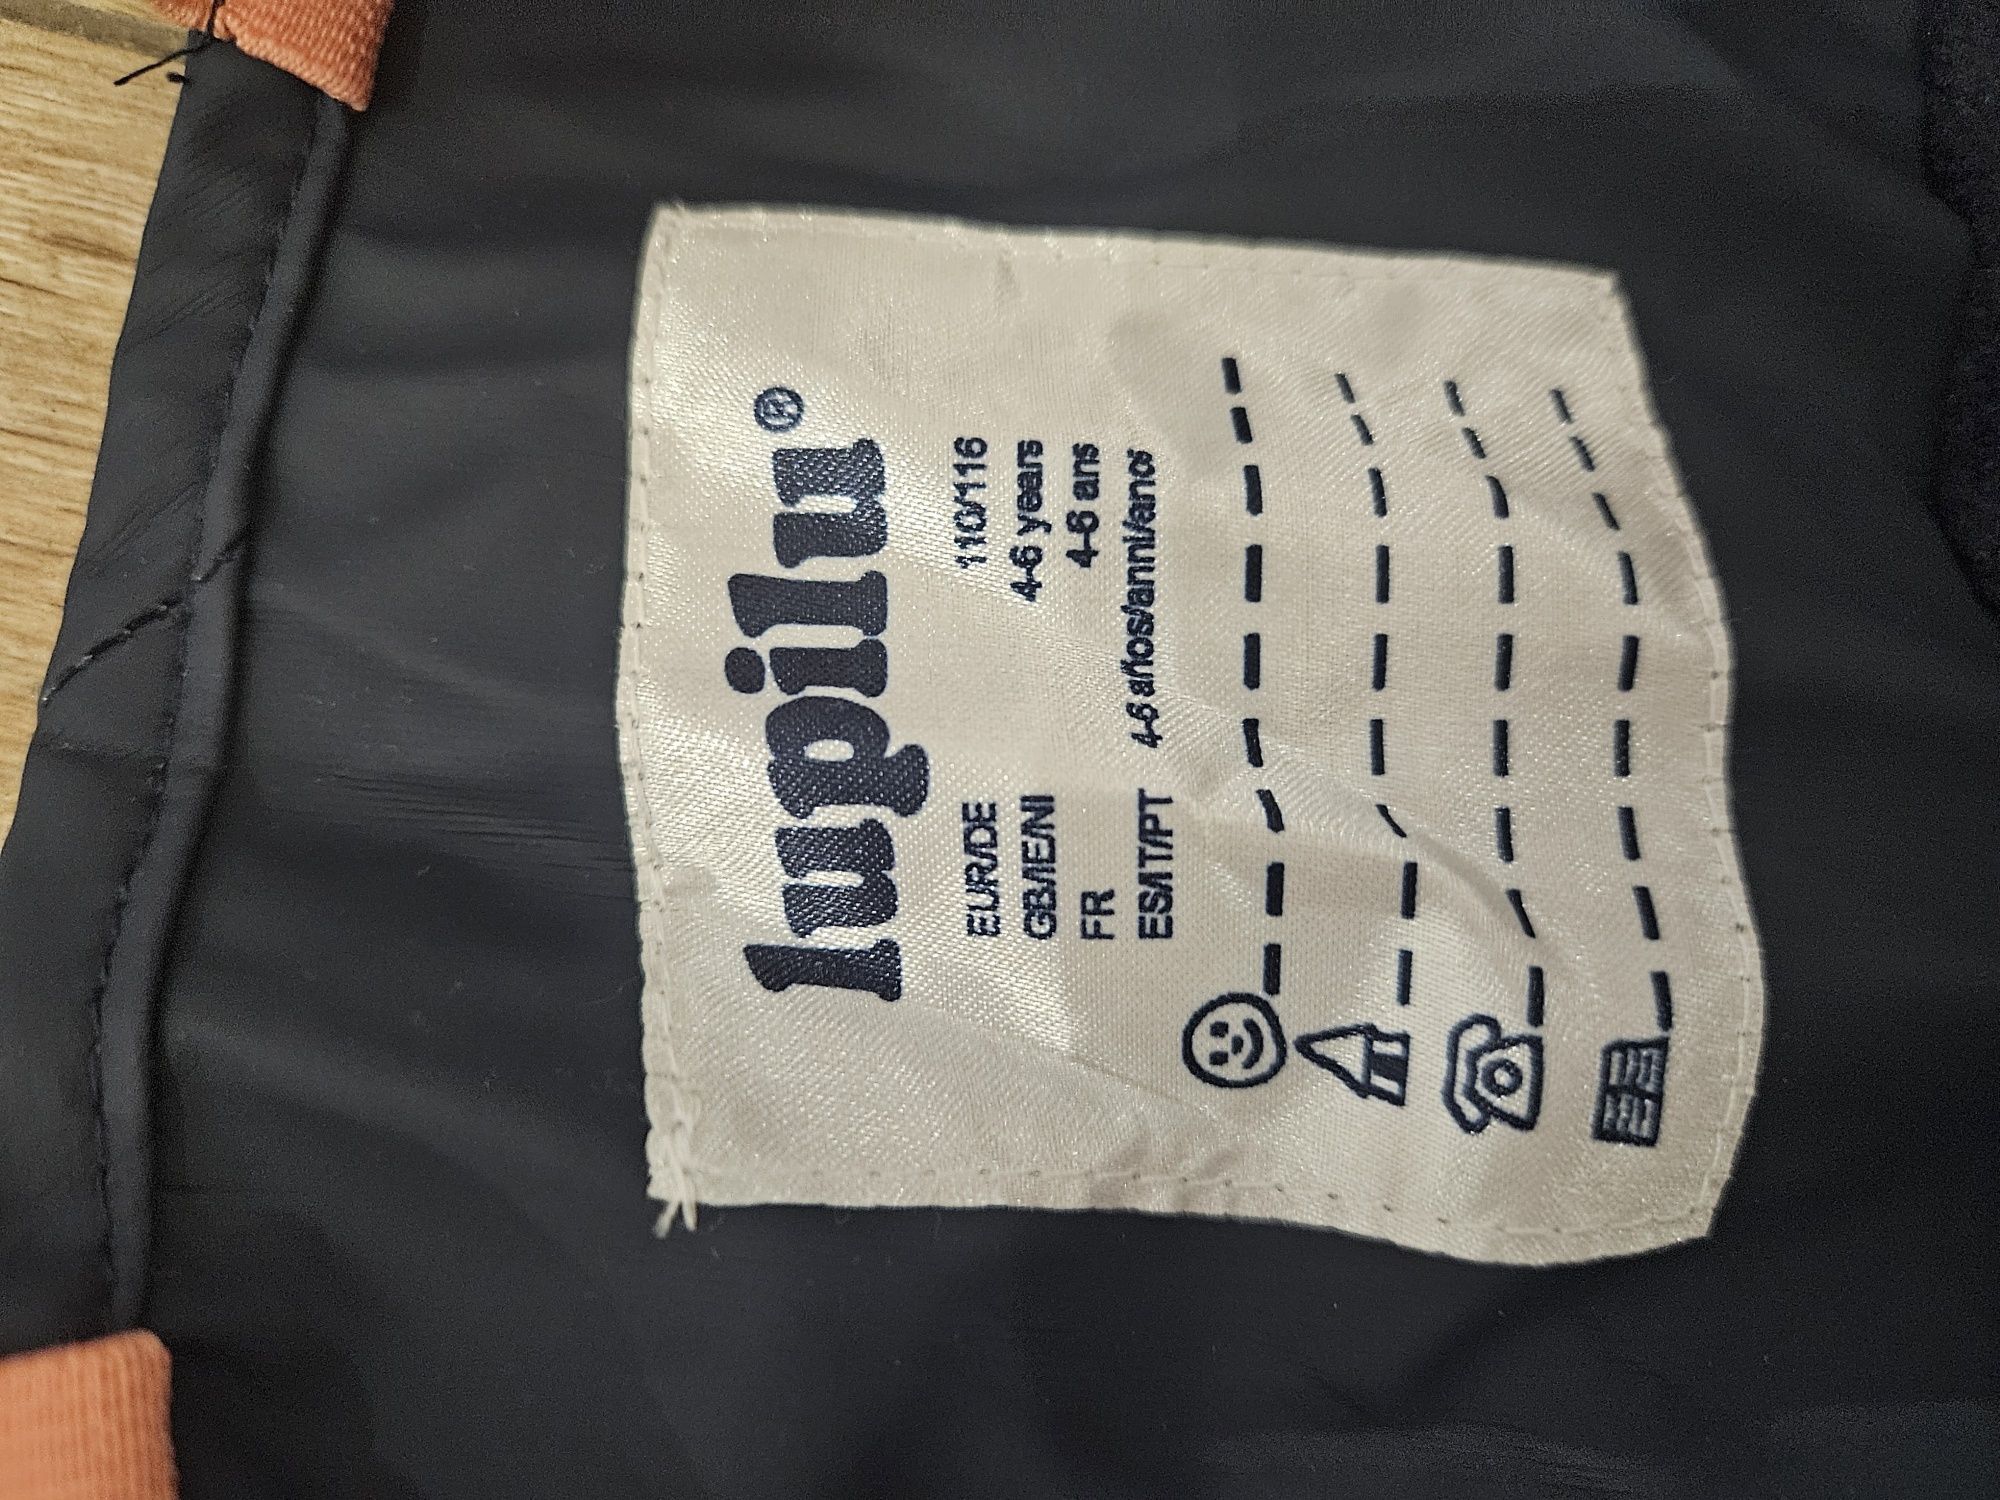 lupilu®
EUR/DE 110/116
GB/IE/NI 4-6 years
FR 4-6 ans
ES/IT/PT 4-6 años/anni/anos